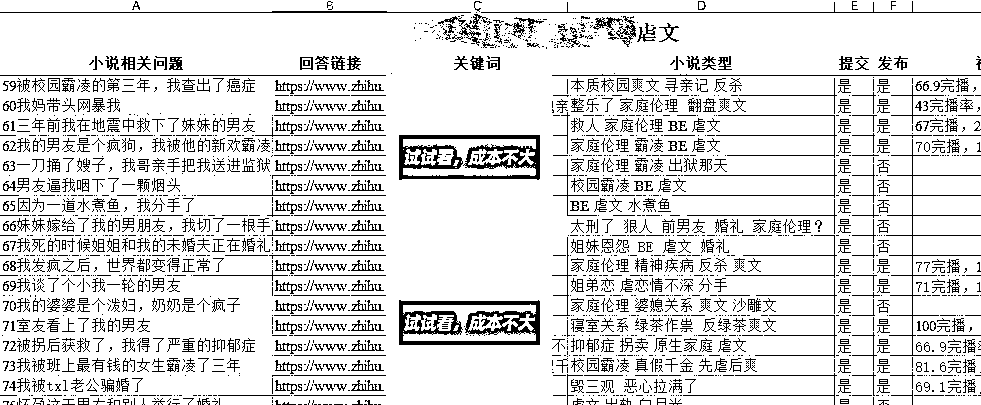 A B C D E F
虐文
小说相关问题 回答链接 关键词 小说类型 提交 发布
59被校园霸凌的第三年，我查出了癌症 https://www.zhihu. 本质校园爽文 寻亲记 反杀 是 是 66.9完播，1
60我妈带头网暴我 https://www.zhihu. 亲 整乐了 家庭伦理 翻盘爽文 是 是 43完播率，
61三年前我在地震中救下了妹妹的男友 https://www.zhihu. 救人 家庭伦理 BE 虐文 是 是 67完播，2
62我的男友是个疯狗，我被他的新欢霸凌 https://www.zhihu. 试试看，成本不大 家庭伦理 霸凌 BE 虐文 是 是 70完播，1
63一刀捅了嫂子，我哥亲手把我送进监狱 https://www.zhihu. 家庭伦理 霸凌 出狱那天 是 否
64男友逼我咽下了一颗烟头 https://www.zhihu. 校园霸凌 BE 虐文 是 否
65因为一道水煮鱼，我分手了 https://www.zhihu. BE 虐文 水煮鱼 是 否
66妹妹嫁给了我的男朋友，我切了一根手 https://www.zhihu. 太刑了 狠人 前男友 婚礼 家庭伦理？ 是 否
67我死的时候姐姐和我的未婚夫正在婚礼 https://www.zhihu. 姐妹恩怨 BE 虐文 婚礼 是 否
68我发疯之后，世界都变得正常了 https://www.zhihu. 家庭伦理 精神疾病 反杀 爽文 是 是 77完播，1
69我谈了个小我一轮的男友 https://www.zhihu. 姐弟恋 虐恋情不深 分手 是 是 71完播，1
70我的婆婆是个泼妇，奶奶是个疯子 https://www.zhihu. 家庭伦理 婆媳关系 爽文 沙雕文 是 否
71室友看上了我的男友 https://www.zhihu. 试试看，成本不大 寝室关系 绿茶作祟 反绿茶爽文 是 是 100完播，
72被拐后获救了，我得了严重的抑郁症 https://www.zhihu. 不 抑郁症 拐卖 原生家庭 虐文 是 是 66.9完播率
73我被班上最有钱的女生霸凌了三年 https://www.zhihu. 千 校园霸凌 真假千金 先虐后爽 是 是 81.6完播，
74我被txl老公骗婚了 https://www.zhihu. 毁三观 恶心拉满了 是 是 69.1完播，